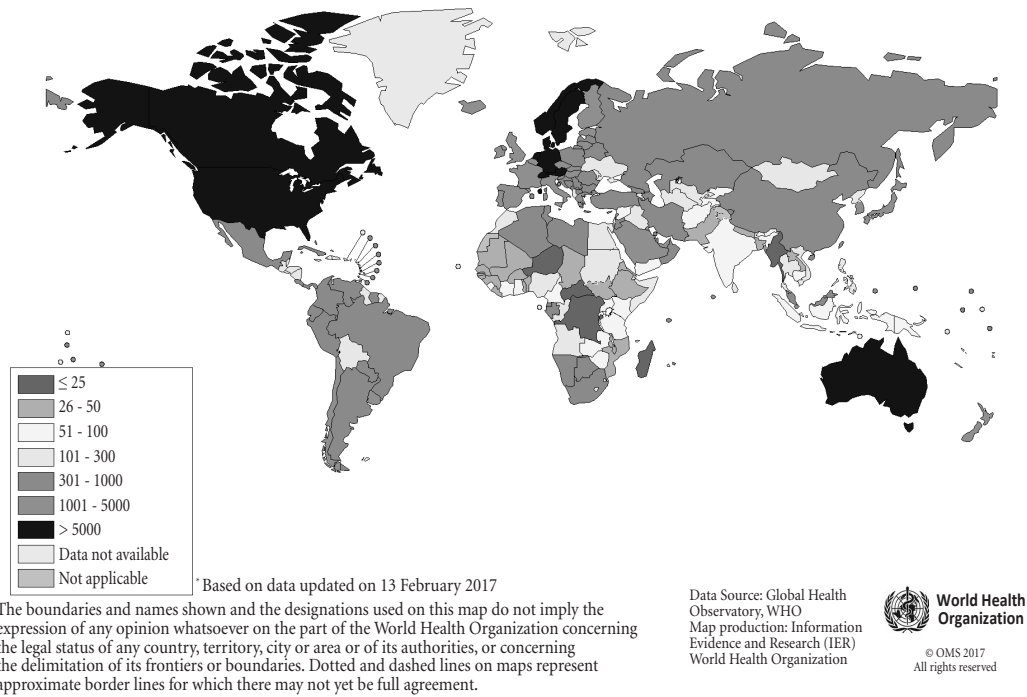 ≤ 25
26 - 50
51 - 100
101 - 300
301 - 1000
1001 - 5000
> 5000
Data not available
Not applicable
* Based on data updated on 13 February 2017
The boundaries and names shown and the designations used on this map do not imply the
expression of any opinion whatsoever on the part of the World Health Organization concerning
the legal status of any country, territory, city or area or of its authorities, or concerning
the delimitation of its frontiers or boundaries. Dotted and dashed lines on maps represent
approximate border lines for which there may not yet be full agreement.
Data Source: Global Health
Observatory, WHO
Map production: Information
Evidence and Research (IER)
World Health Organization
World Health
Organization
© OMS 2017
All rights reserved